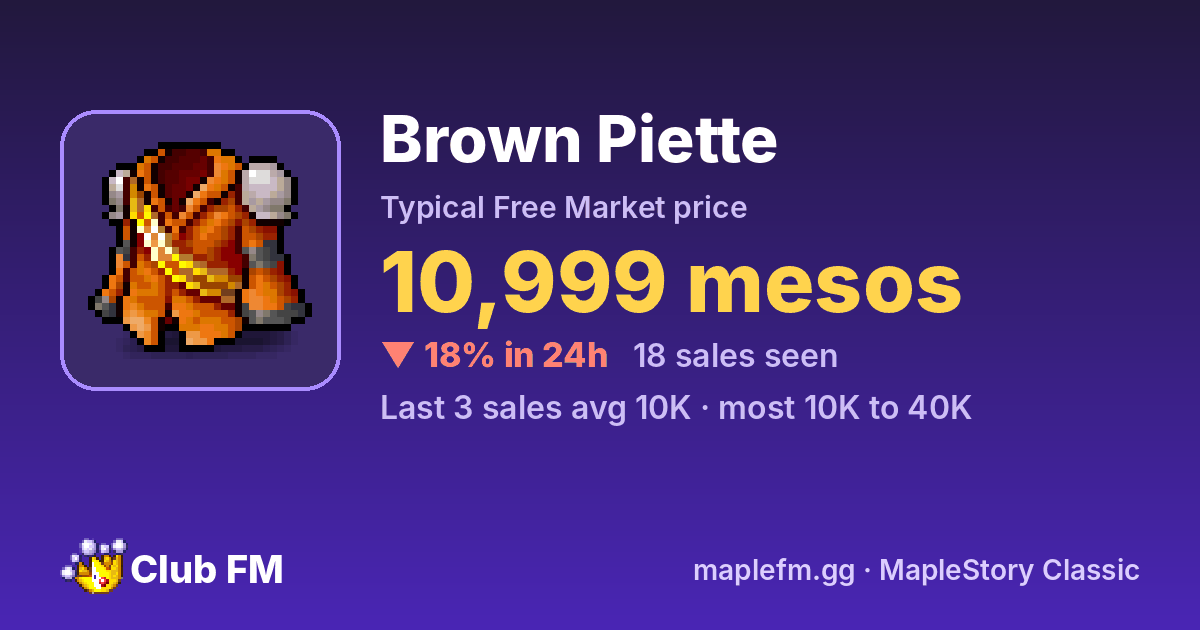 Brown Piette
Typical Free Market price
10,999 mesos
▼ 18% in 24h 18 sales seen
Last 3 sales avg 10K · most 10K to 40K
Club FM
maplefm.gg · MapleStory Classic